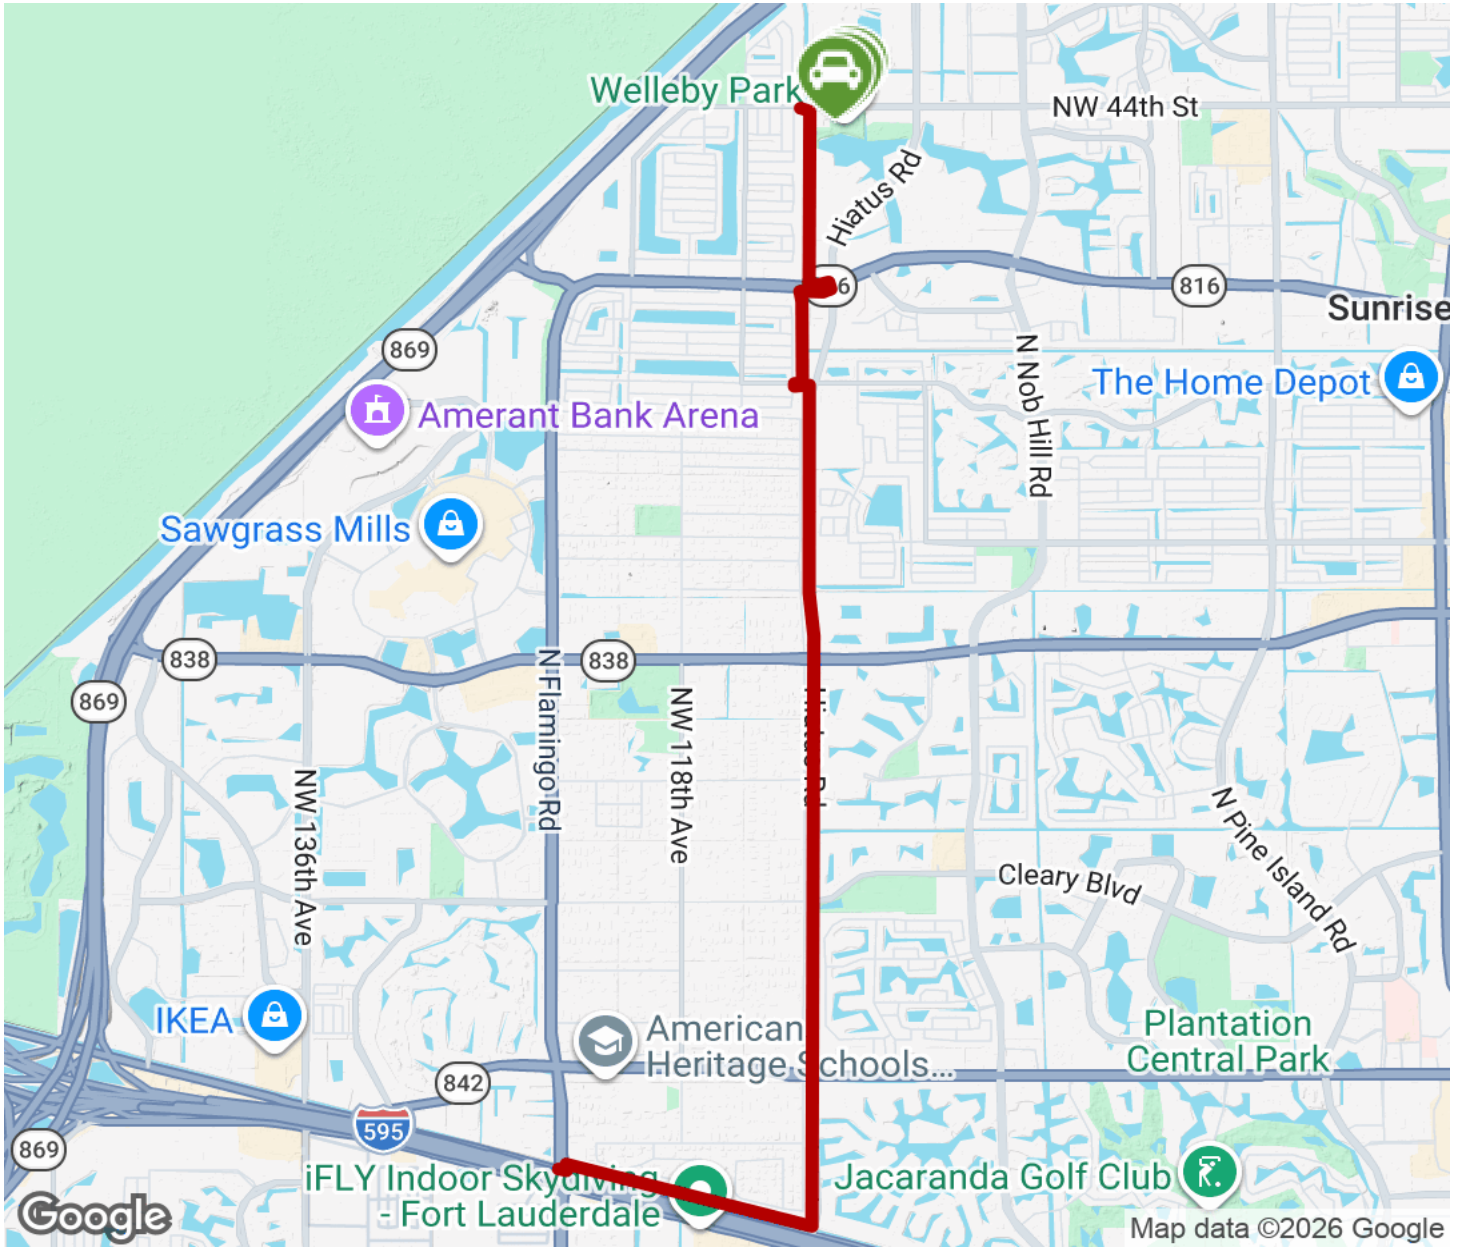 Welleby Park
NW 44th St
Hiatus Rd
816
Sunrise
869
N Nob Hill Rd
The Home Depot
Amerant Bank Arena
Sawgrass Mills
838
838
869
N Flamingo Rd
NW 118th Ave
NW 136th Ave
N Pine Island Rd
Cleary Blvd
IKEA
American
Heritage Schools...
Plantation
Central Park
842
595
869
iFLY Indoor Skydiving
- Fort Lauderdale
Jacaranda Golf Club
Google
Map data ©2026 Google